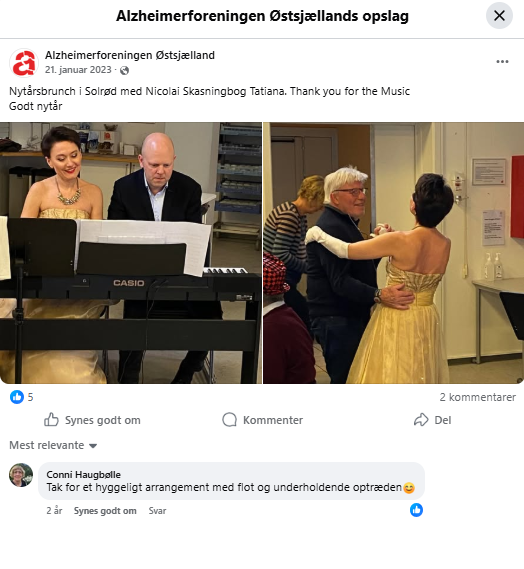 Alzheimerforeningen Østsjællands opslag
Alzheimerforeningen Østsjælland
21. januar 2023 ·
Nytårsbrunch i Solrød med Nicolai Skasningbog Tatiana. Thank you for the Music
Godt nytår
CASIO
5
2 kommentarer
Synes godt om
Kommenter
Del
Mest relevante
Conni Haugbølle
Tak for et hyggeligt arrangement med flot og underholdende optræden😄
2 år Synes godt om Svar